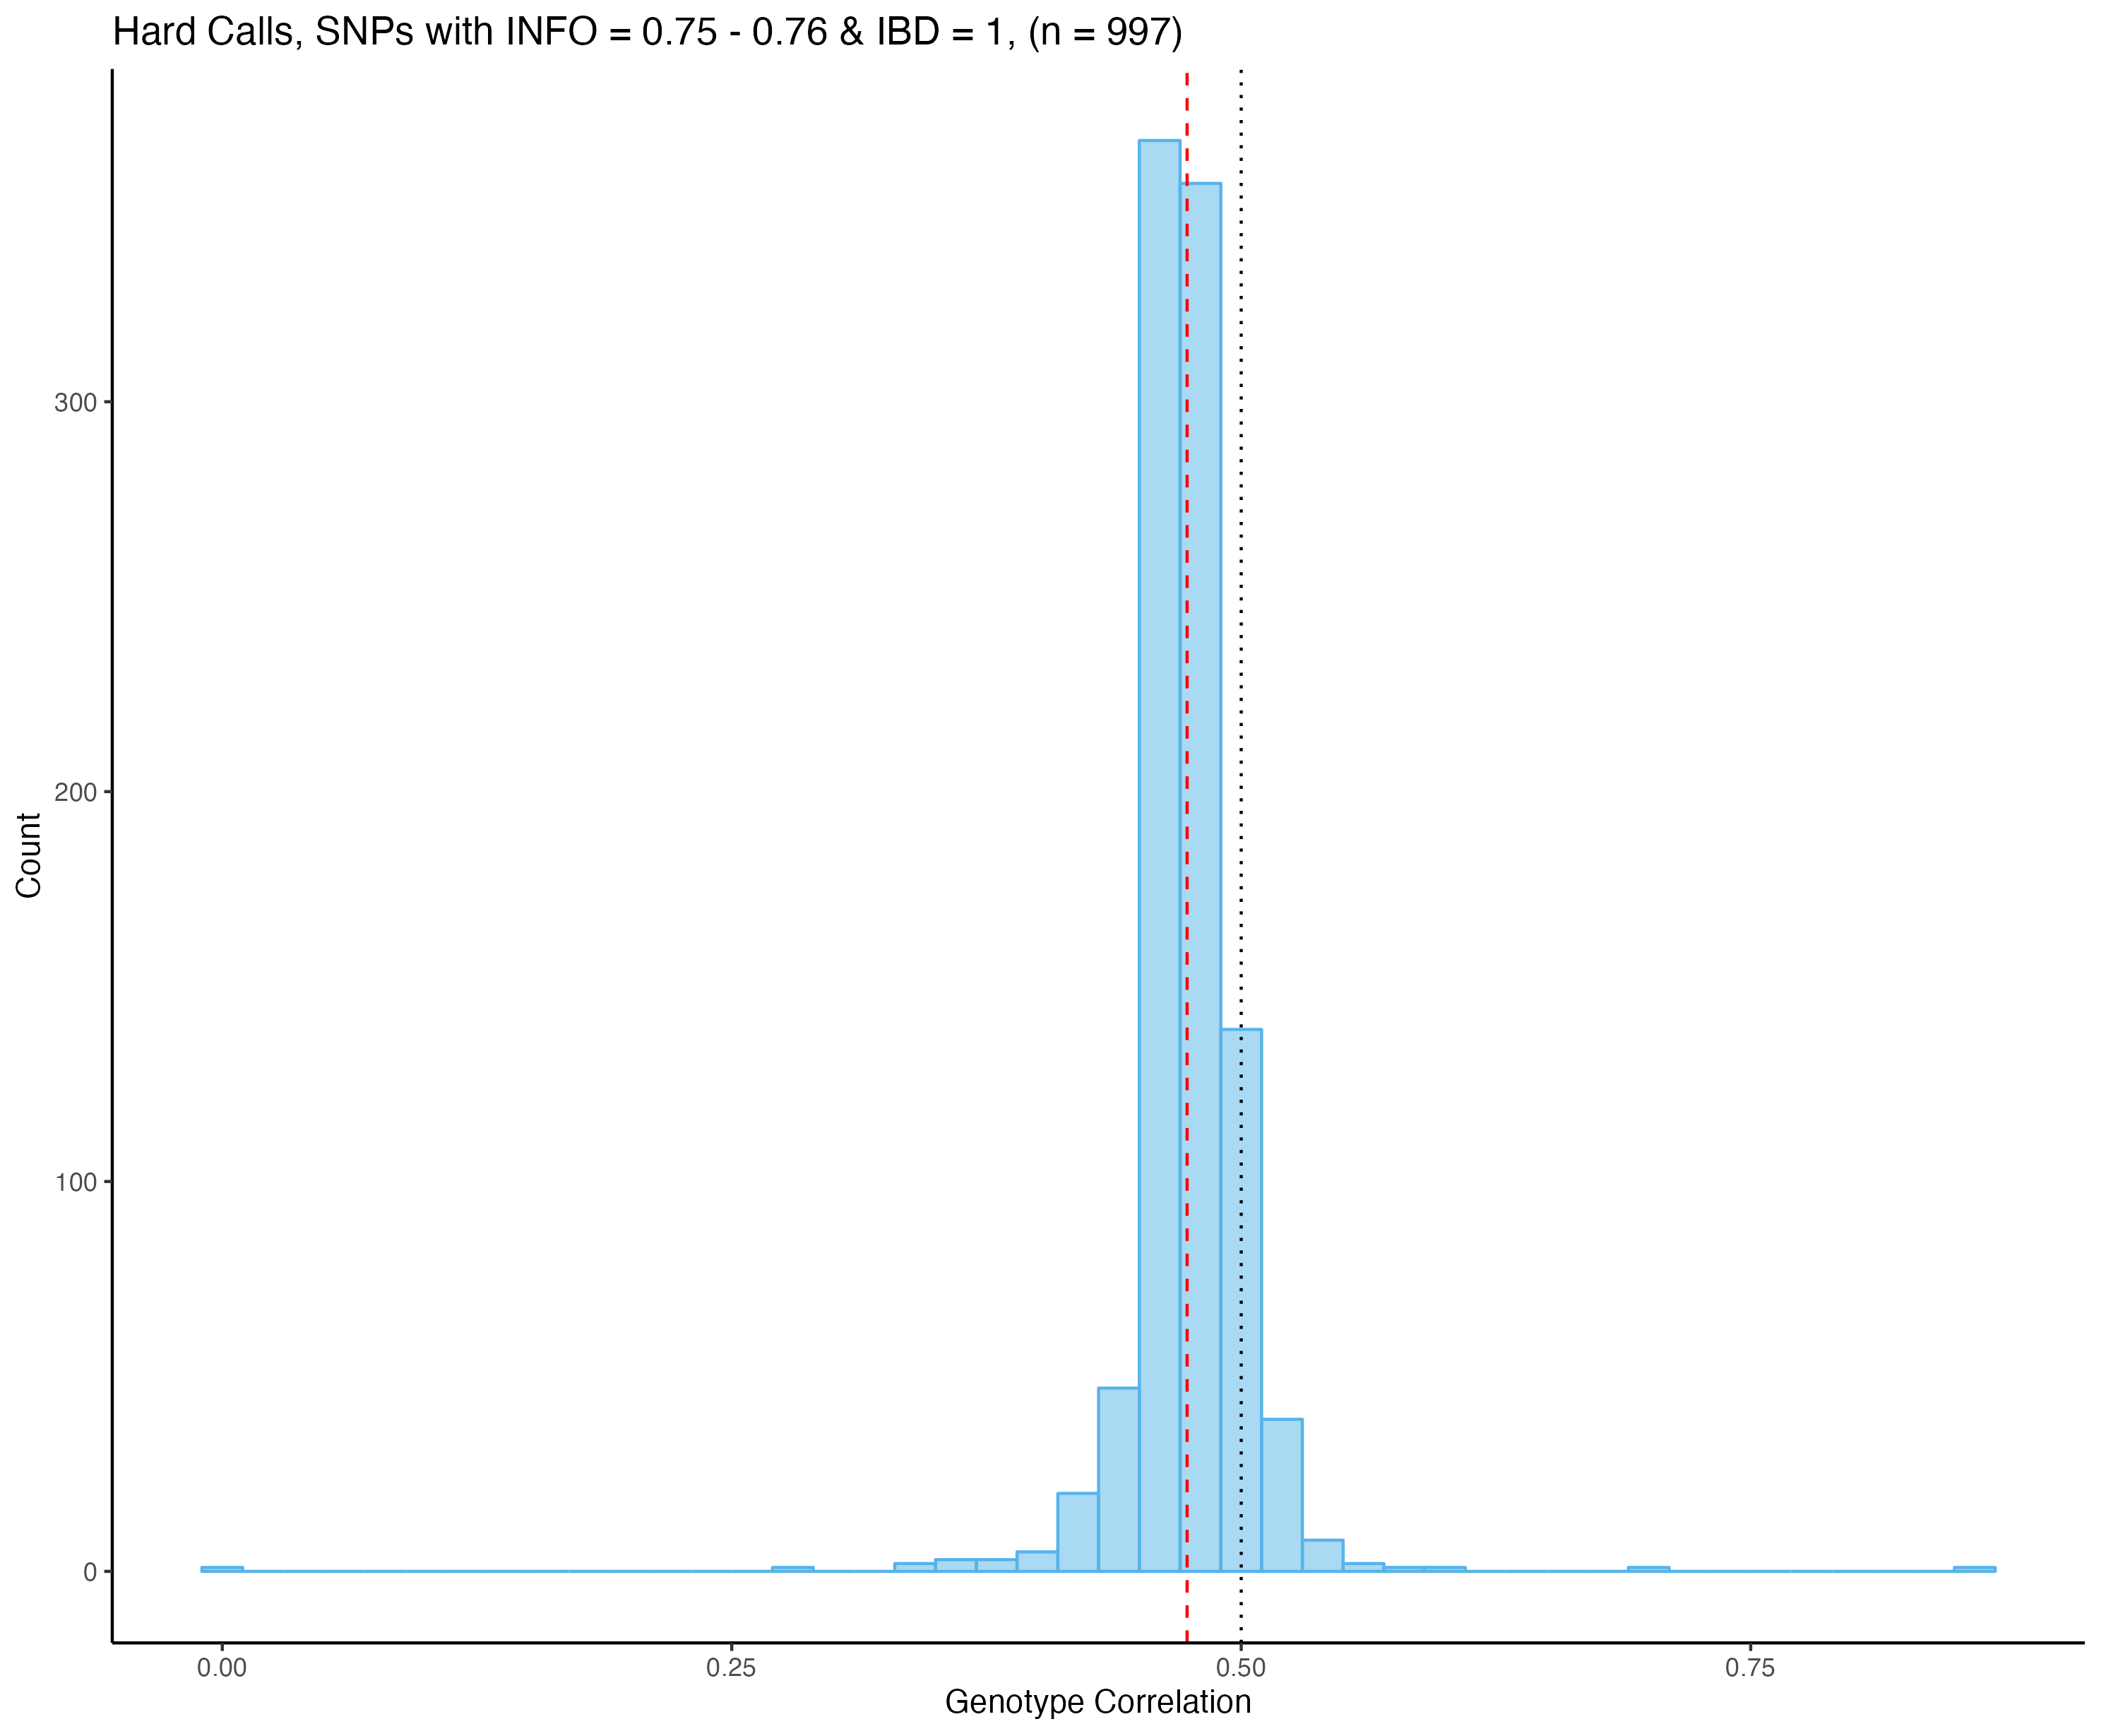 Hard Calls, SNPs with INFO = 0.75 - 0.76 & IBD = 1, (n = 997)
300
200
100
0
Count
0.00 0.25 0.50 0.75
Genotype Correlation